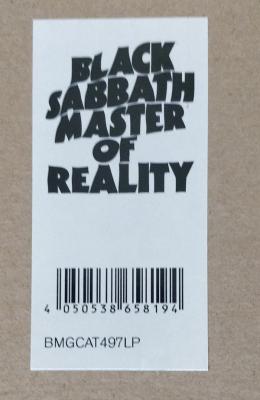 BLACK
SABBATH
MASTER
OF
REALITY
4 050538 658194
BMGCAT497LP